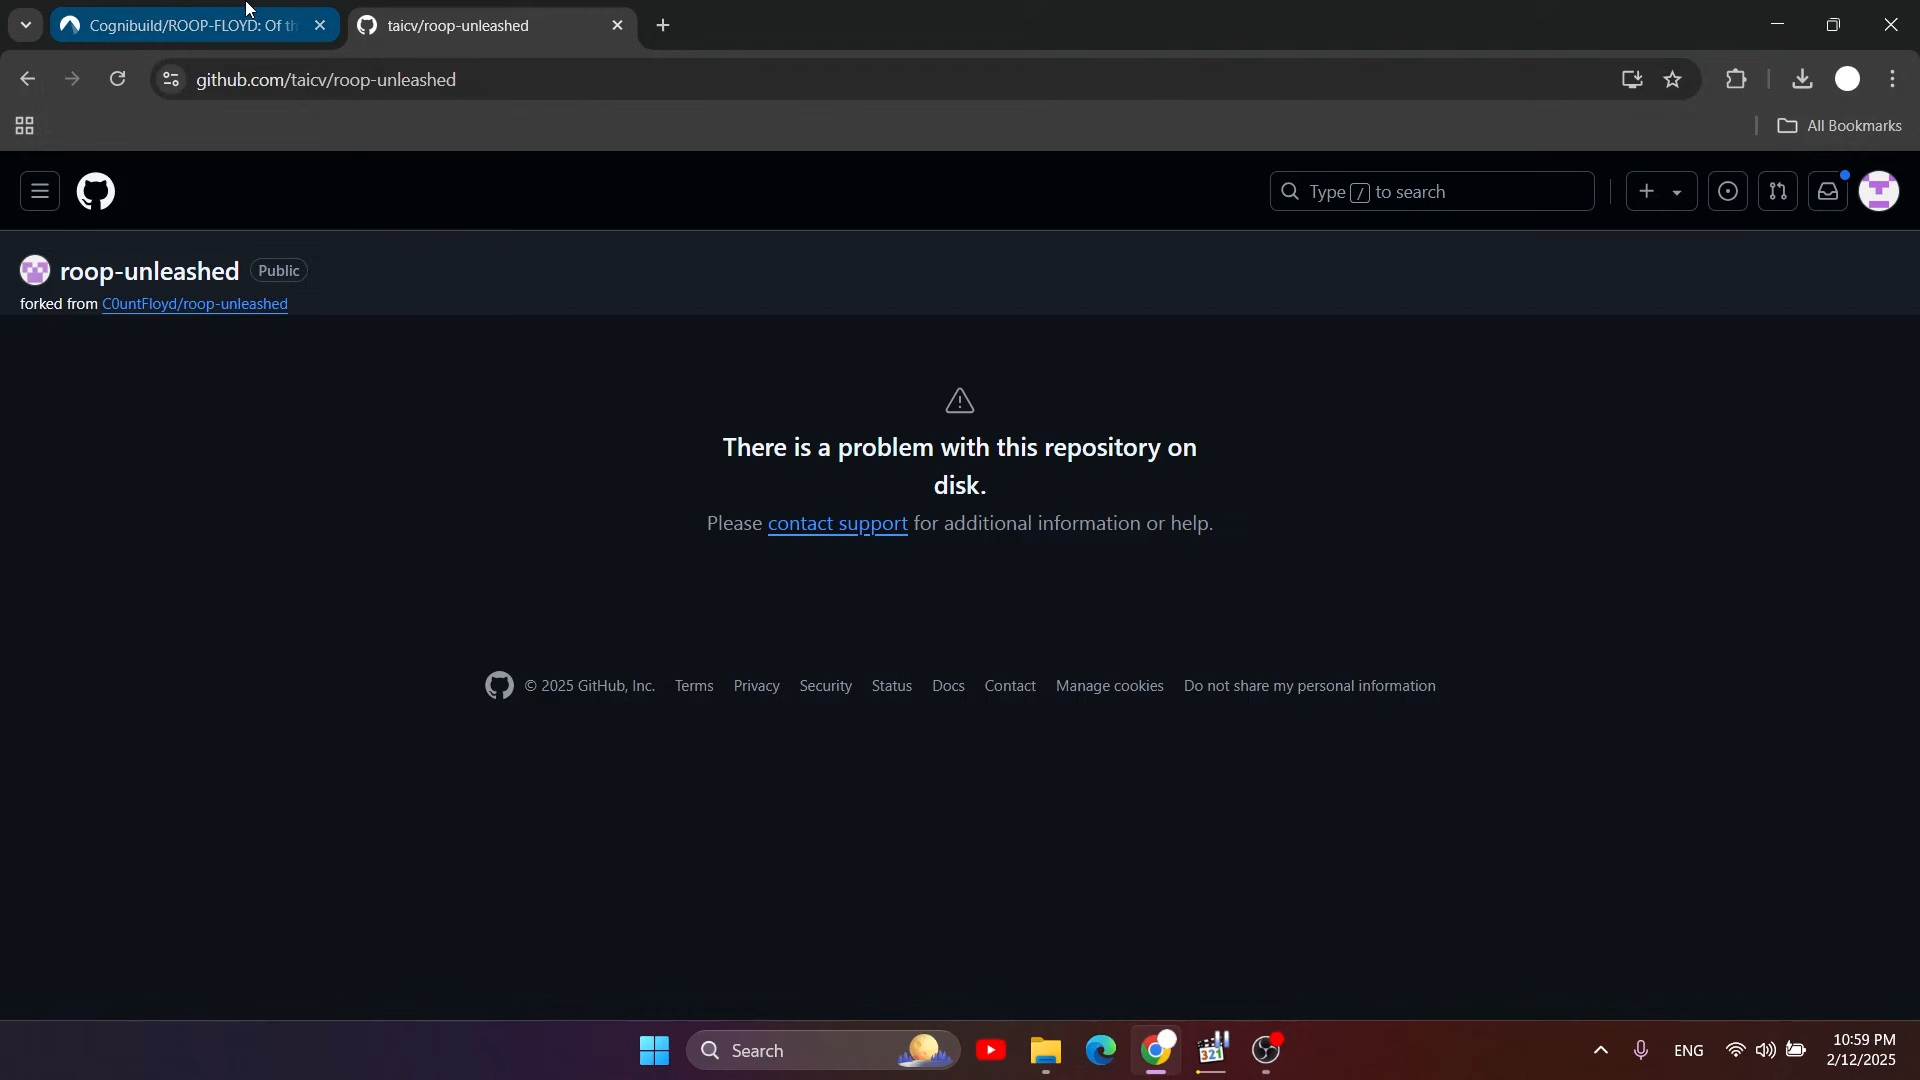 Cognibuild/ROOP-FLOYD: Of th
taicv/roop-unleashed
github.com/taicv/roop-unleashed
All Bookmarks
Type / to search
roop-unleashed Public
forked from C0untFloyd/roop-unleashed
There is a problem with this repository on
disk.
Please contact support for additional information or help.
© 2025 GitHub, Inc. Terms Privacy Security Status Docs Contact Manage cookies Do not share my personal information
Search
321
ENG
10:59 PM
2/12/2025